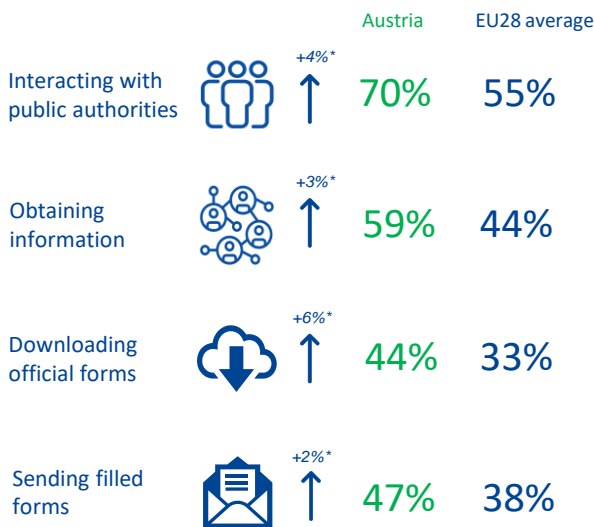 Austria EU28 average
Interacting with
public authorities
+4%*
70% 55%
Obtaining
information
+3%*
59% 44%
Downloading
official forms
+6%*
44% 33%
Sending filled
forms
+2%*
47% 38%